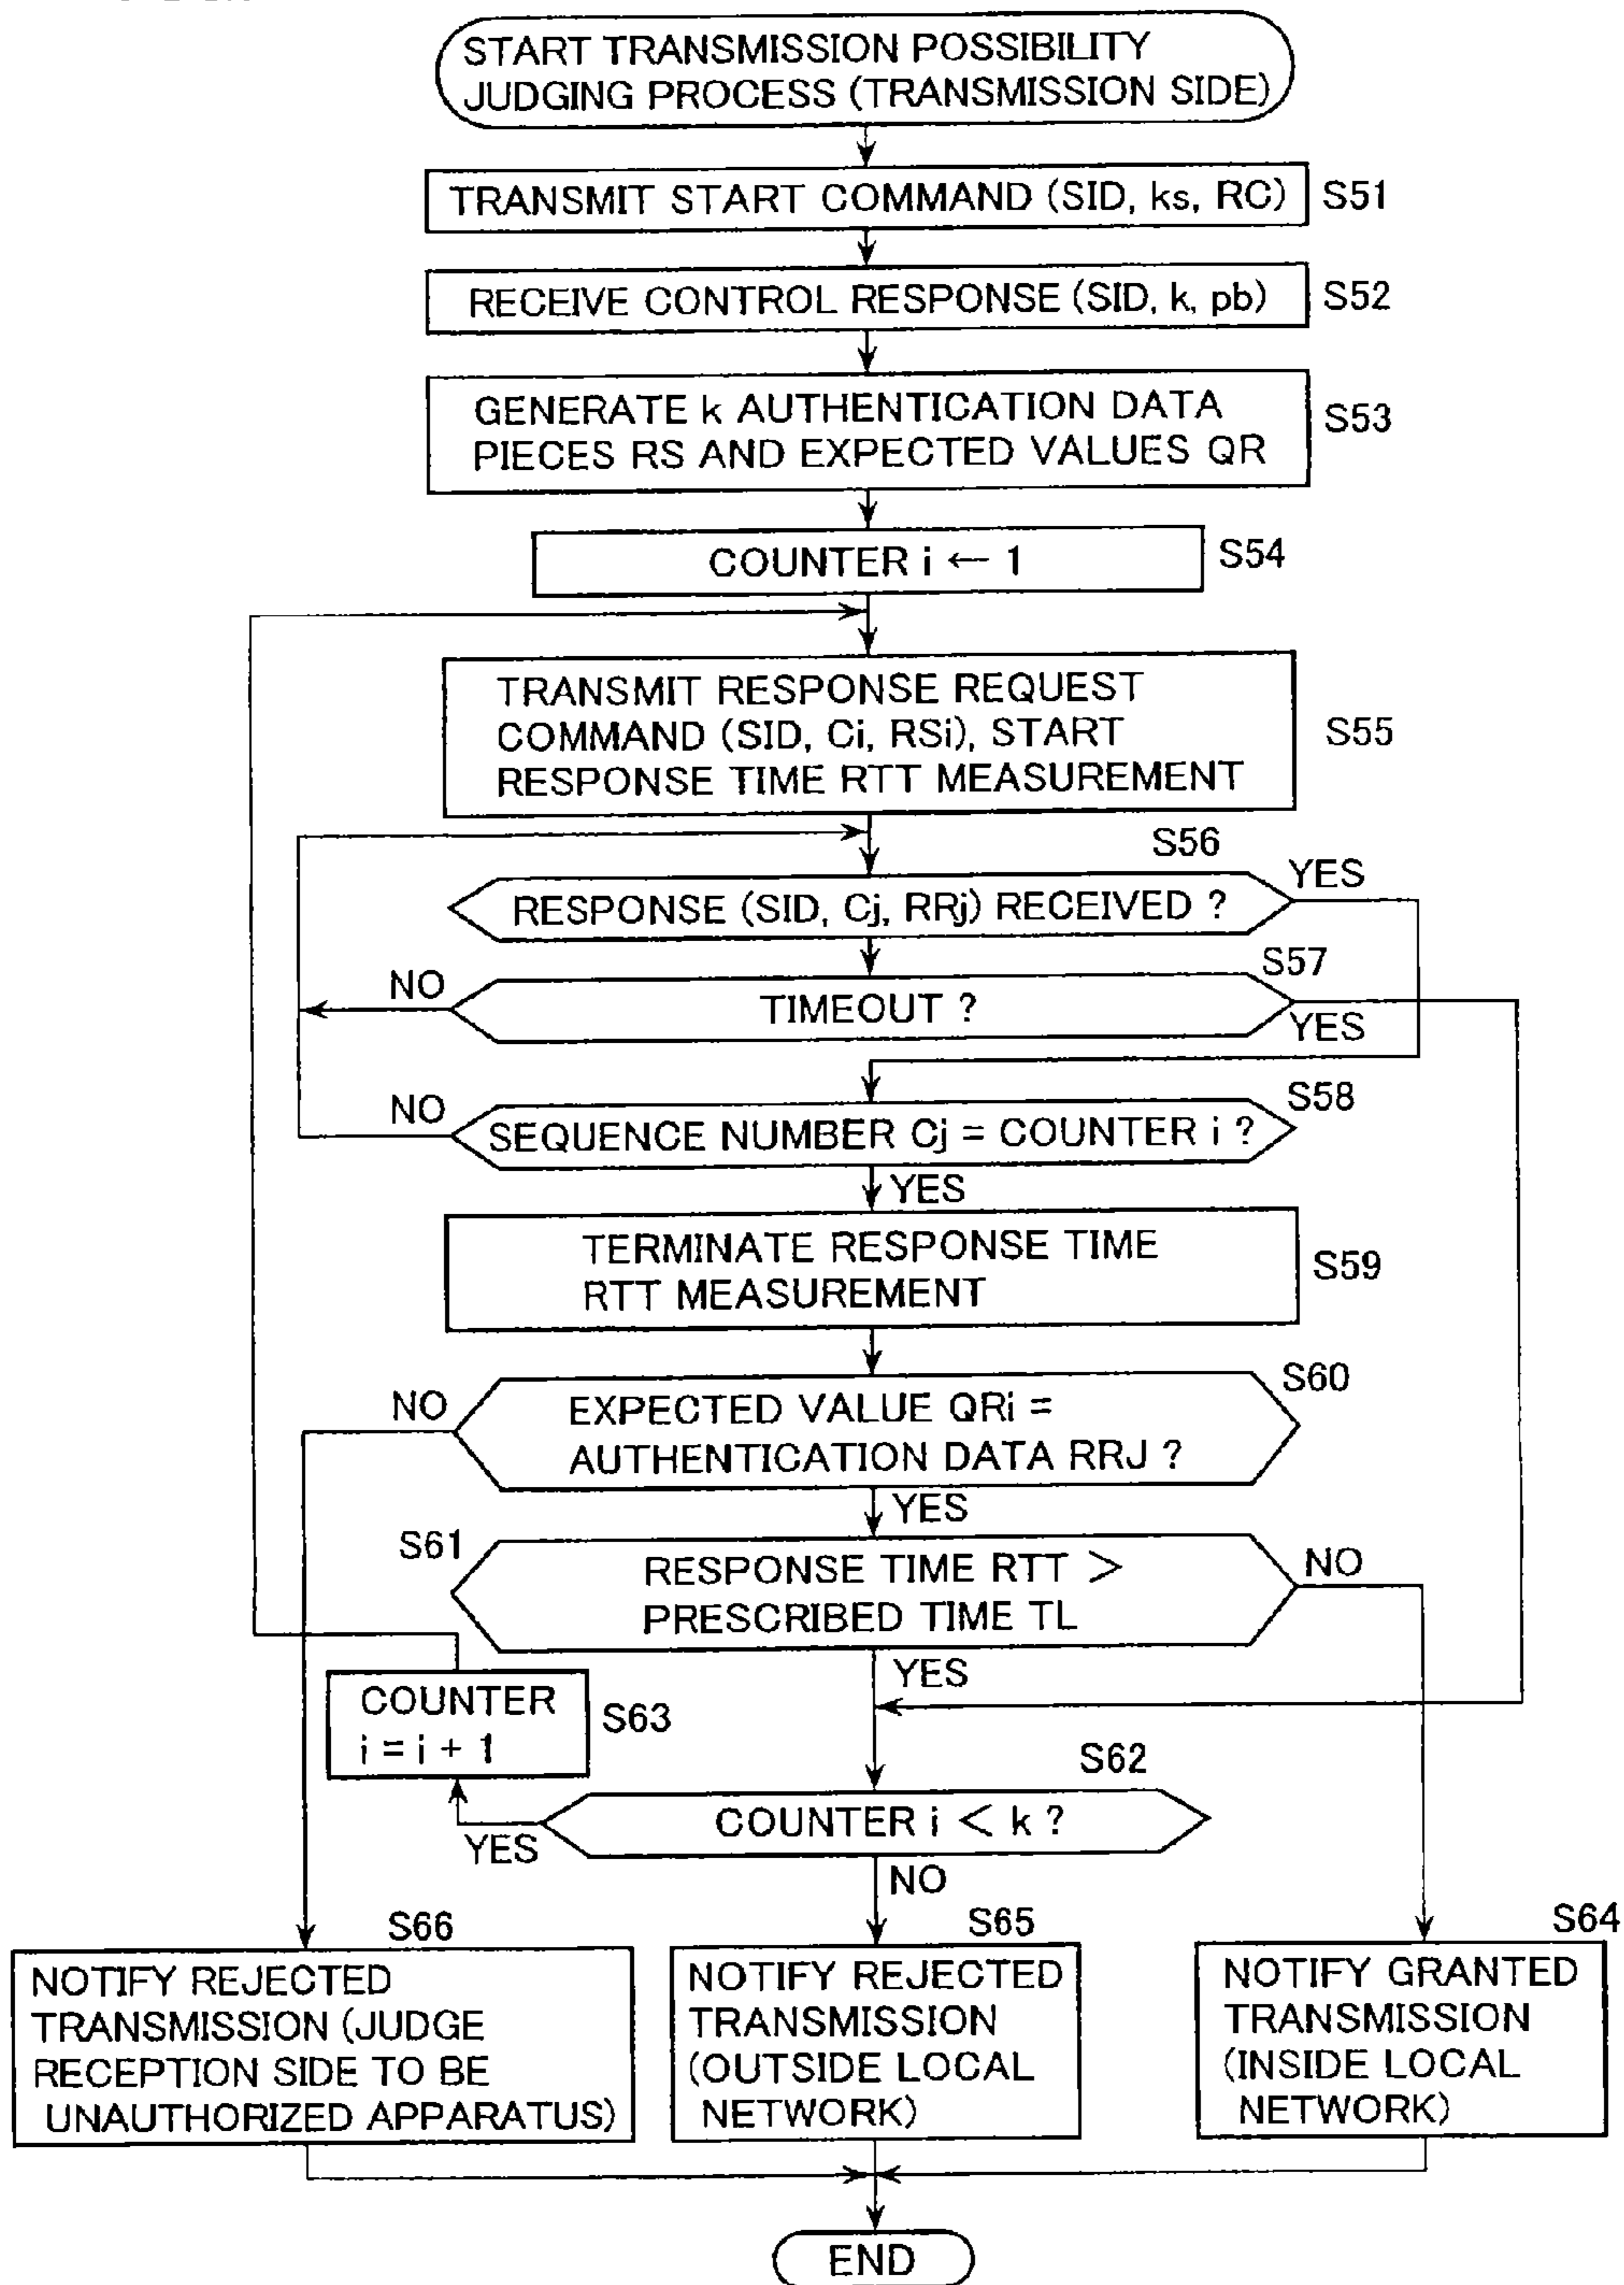 START TRANSMISSION POSSIBILITY
JUDGING PROCESS (TRANSMISSION SIDE)
TRANSMIT START COMMAND (SID, ks, RC)
S51
RECEIVE CONTROL RESPONSE (SID, k, pb)
S52
GENERATE k AUTHENTICATION DATA
PIECES RS AND EXPECTED VALUES QR
S53
COUNTER i ← 1
S54
TRANSMIT RESPONSE REQUEST
COMMAND (SID, Ci, RSi), START
RESPONSE TIME RTT MEASUREMENT
S55
S56
YES
RESPONSE (SID, Cj, RRj) RECEIVED ?
S57
NO
TIMEOUT ?
YES
S58
NO
SEQUENCE NUMBER Cj = COUNTER i ?
YES
TERMINATE RESPONSE TIME
RTT MEASUREMENT
S59
S60
NO
EXPECTED VALUE QRi =
AUTHENTICATION DATA RRJ ?
YES
S61
RESPONSE TIME RTT >
PRESCRIBED TIME TL
NO
YES
COUNTER
i = i + 1
S63
S62
COUNTER i < k ?
YES
NO
S66
NOTIFY REJECTED
TRANSMISSION (JUDGE
RECEPTION SIDE TO BE
UNAUTHORIZED APPARATUS)
S65
NOTIFY REJECTED
TRANSMISSION
(OUTSIDE LOCAL
NETWORK)
S64
NOTIFY GRANTED
TRANSMISSION
(INSIDE LOCAL
NETWORK)
END